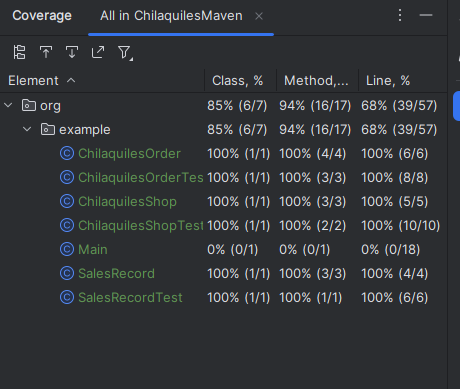 Coverage All in ChilaquilesMaven
Element Class, % Method,... Line, %
org 85% (6/7) 94% (16/17) 68% (39/57)
example 85% (6/7) 94% (16/17) 68% (39/57)
ChilaquilesOrder 100% (1/1) 100% (4/4) 100% (6/6)
ChilaquilesOrderTes 100% (1/1) 100% (3/3) 100% (8/8)
ChilaquilesShop 100% (1/1) 100% (3/3) 100% (5/5)
ChilaquilesShopTest 100% (1/1) 100% (2/2) 100% (10/10)
Main 0% (0/1) 0% (0/1) 0% (0/18)
SalesRecord 100% (1/1) 100% (3/3) 100% (4/4)
SalesRecordTest 100% (1/1) 100% (1/1) 100% (6/6)